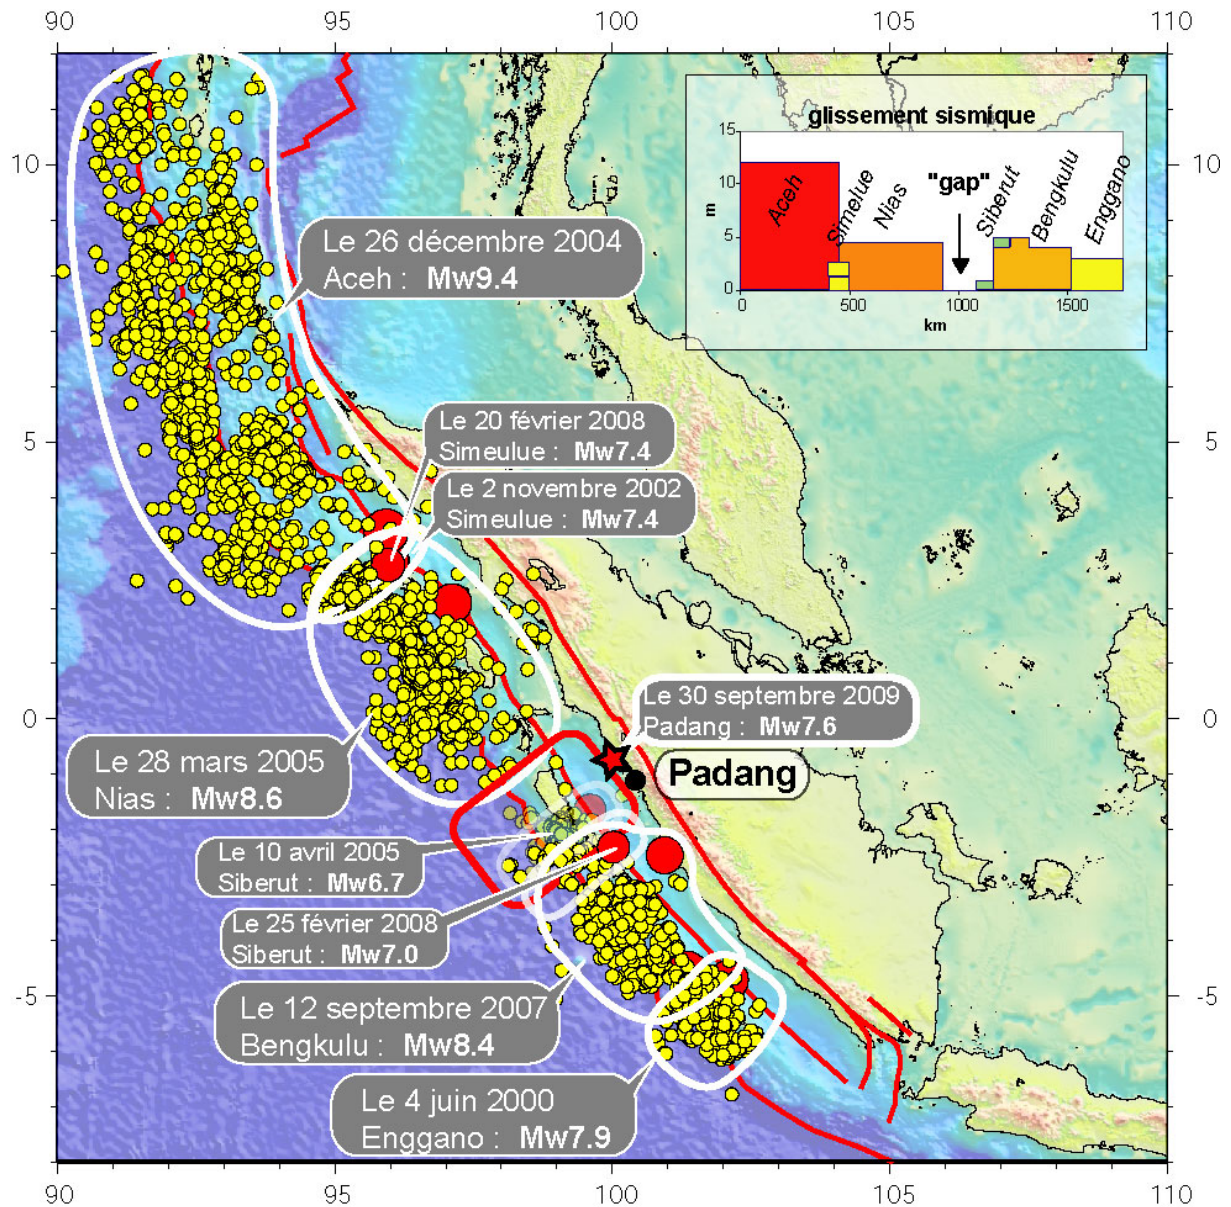 90
95
100
105
110
glissement sismique
15
10
5
0
m
Aceh
Simelue
Nias
"gap"
Siberut
Bengkulu
Enggano
0
500
1000
1500
km
10
10
Le 26 décembre 2004
Aceh : Mw9.4
5
5
Le 20 février 2008
Simeulue : Mw7.4
Le 2 novembre 2002
Simeulue : Mw7.4
0
0
Le 30 septembre 2009
Padang : Mw7.6
Padang
Le 28 mars 2005
Nias : Mw8.6
Le 10 avril 2005
Siberut : Mw6.7
Le 25 février 2008
Siberut : Mw7.0
-5
-5
Le 12 septembre 2007
Bengkulu : Mw8.4
Le 4 juin 2000
Enggano : Mw7.9
90
95
100
105
110